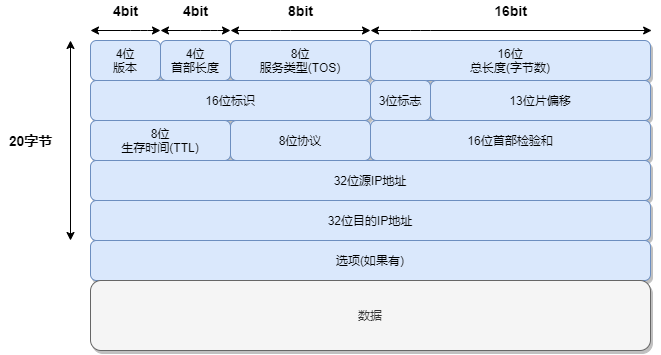 4bit 4bit 8bit 16bit
4位
版本
4位
首部长度
8位
服务类型(TOS)
16位
总长度(字节数)
16位标识
3位标志
13位片偏移
20字节
8位
生存时间(TTL)
8位协议
16位首部检验和
32位源IP地址
32位目的IP地址
选项(如果有)
数据